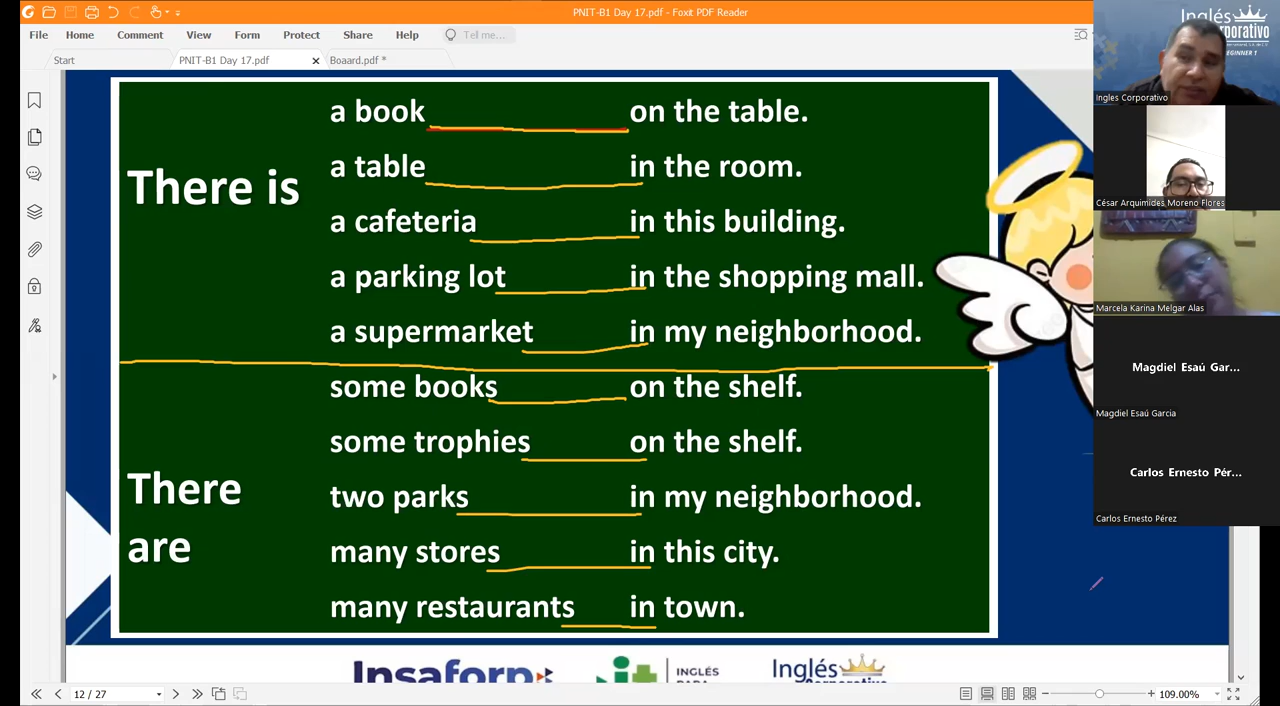 PNIT-B1 Day 17.pdf - Foxit PDF Reader
File Home Comment View Form Protect Share Help Tell me...
Start PNIT-B1 Day 17.pdf Boaard.pdf *
There is
a book on the table.
a table in the room.
a cafeteria in this building.
a parking lot in the shopping mall.
a supermarket in my neighborhood.
There
are
some books on the shelf.
some trophies on the shelf.
two parks in my neighborhood.
many stores in this city.
many restaurants in town.
Insaforp
INGLÉS
Inglés
12 / 27
109.00%
Inglés
Ingles Corporativo
César Arquimides Moreno Flores
Marcela Karina Melgar Alas
Magdiel Esaú Gar...
Magdiel Esaú Garcia
Carlos Ernesto Pér...
Carlos Ernesto Pérez